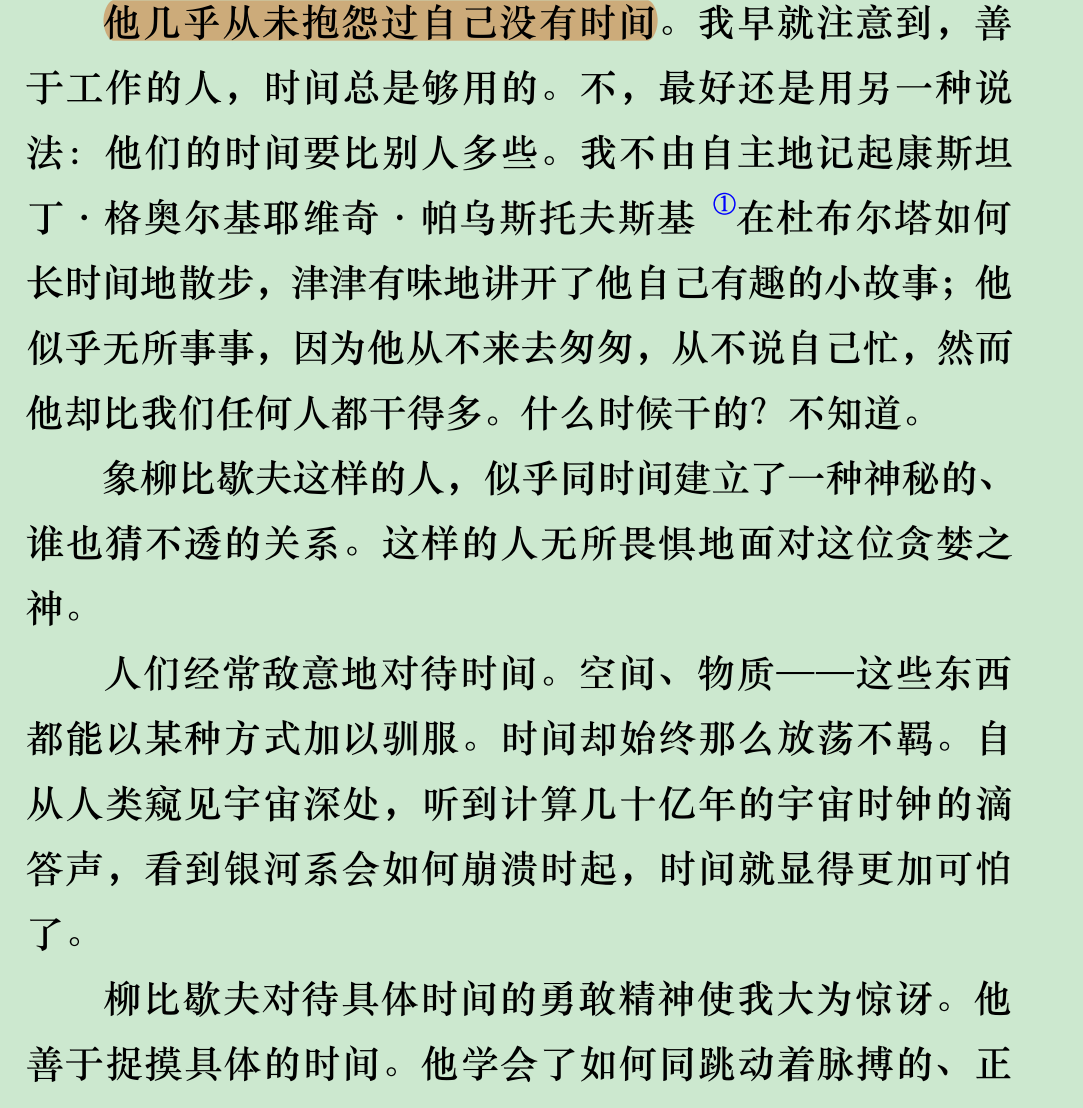 他几乎从未抱怨过自己没有时间。我早就注意到，善
于工作的人，时间总是够用的。不，最好还是用另一种说
法：他们的时间要比别人多些。我不由自主地记起康斯坦
丁·格奥尔基耶维奇·帕乌斯托夫斯基 ①在杜布尔塔如何
长时间地散步，津津有味地讲开了他自己有趣的小故事；他
似乎无所事事，因为他从不来去匆匆，从不说自己忙，然而
他却比我们任何人都干得多。什么时候干的？不知道。
象柳比歇夫这样的人，似乎同时间建立了一种神秘的、
谁也猜不透的关系。这样的人无所畏惧地面对这位贪婪之
神。
人们经常敌意地对待时间。空间、物质——这些东西
都能以某种方式加以驯服。时间却始终那么放荡不羁。自
从人类窥见宇宙深处，听到计算几十亿年的宇宙时钟的滴
答声，看到银河系会如何崩溃时起，时间就显得更加可怕
了。
柳比歇夫对待具体时间的勇敢精神使我大为惊讶。他
善于捉摸具体的时间。他学会了如何同跳动着脉搏的、正